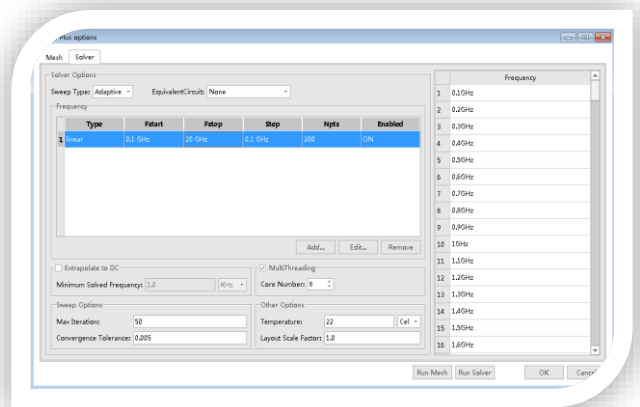 Plus options
Mesh Solver
Solver Options
Sweep Type: Adaptive EquivalentCircuit: None
Frequency
Type Fstart Fstop Step Npts Enabled
1 linear 0.1 GHz 20 GHz 0.1 GHz 200 ON
Add... Edit... Remove
Extrapolate to DC
Minimum Solved Frequency: 1.0 KHz
MultiThreading
Core Number: 8
Sweep Options
Max Iteration: 50
Convergence Tolerance: 0.005
Other Options
Temperature: 22 Cel
Layout Scale Factor: 1.0
Frequency
1 0.1GHz
2 0.2GHz
3 0.3GHz
4 0.4GHz
5 0.5GHz
6 0.6GHz
7 0.7GHz
8 0.8GHz
9 0.9GHz
10 1GHz
11 1.1GHz
12 1.2GHz
13 1.3GHz
14 1.4GHz
15 1.5GHz
16 1.6GHz
Run Mesh Run Solver OK Cancel